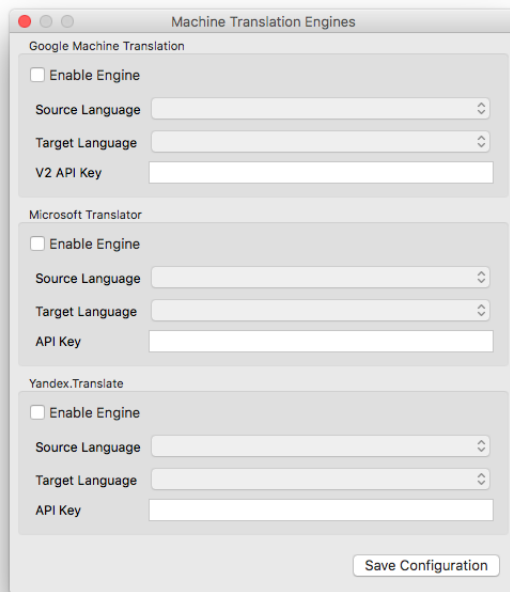 Machine Translation Engines
Google Machine Translation
Enable Engine
Source Language
Target Language
V2 API Key
Microsoft Translator
Enable Engine
Source Language
Target Language
API Key
Yandex.Translate
Enable Engine
Source Language
Target Language
API Key
Save Configuration